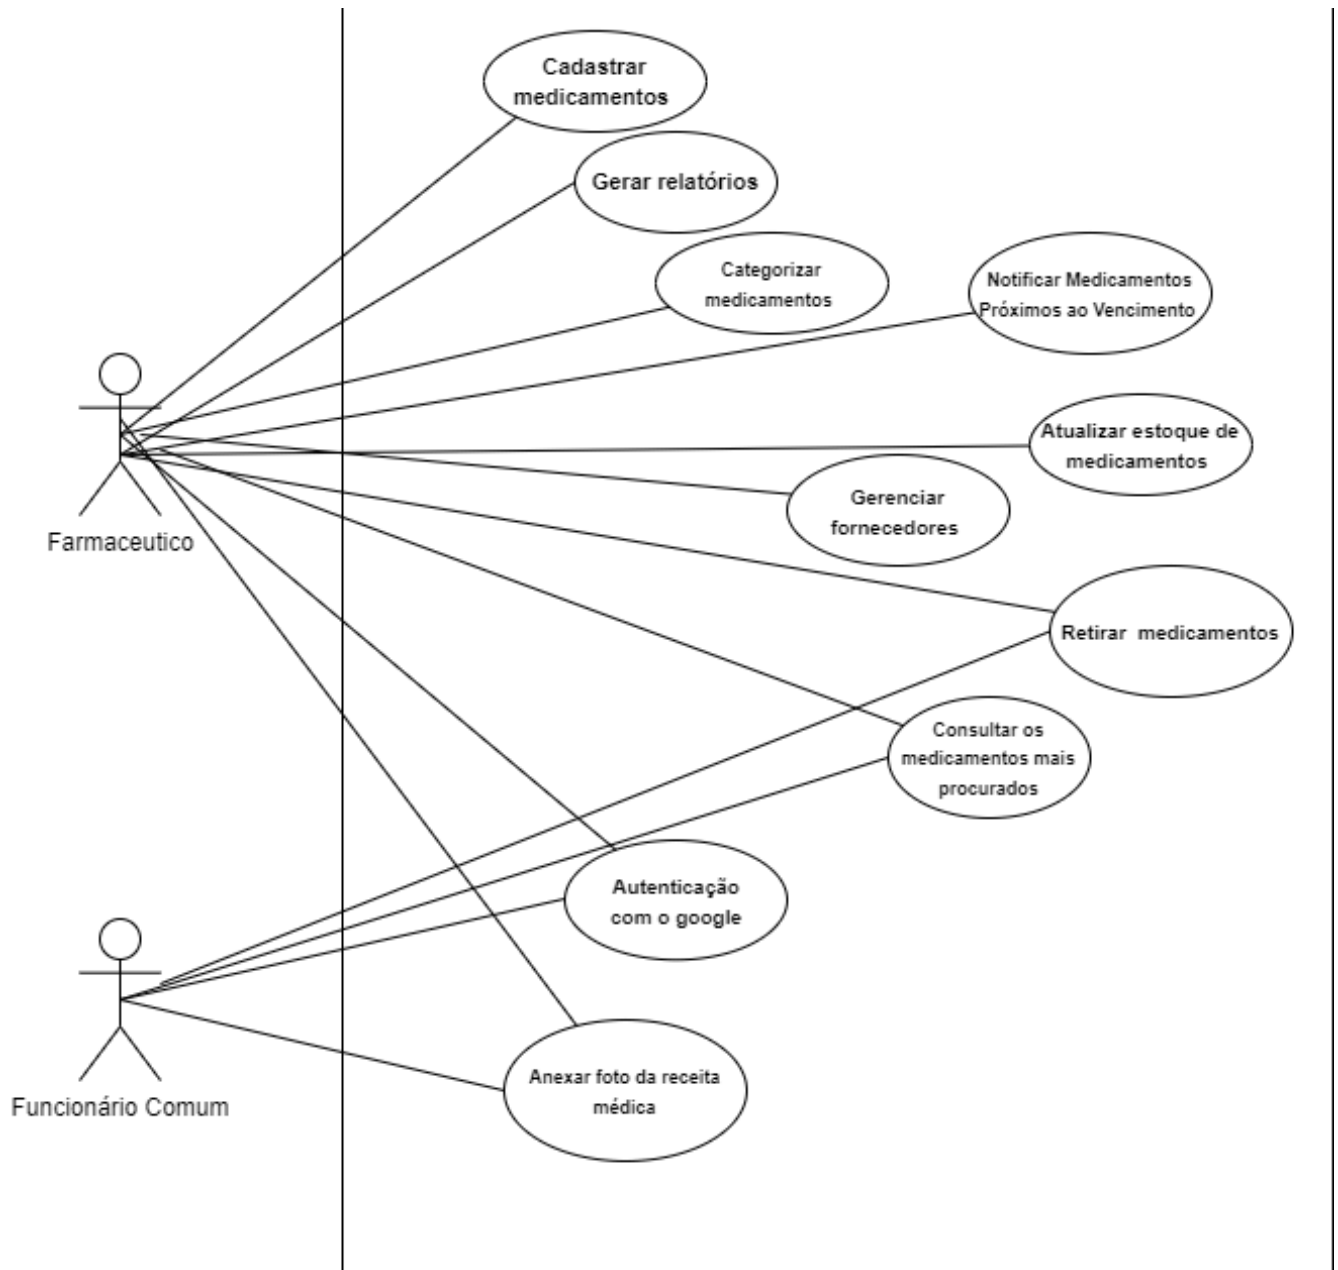 Cadastrar
medicamentos
Gerar relatórios
Categorizar
medicamentos
Notificar Medicamentos
Próximos ao Vencimento
Atualizar estoque de
medicamentos
Gerenciar
fornecedores
Farmaceutico
Retirar medicamentos
Consultar os
medicamentos mais
procurados
Autenticação
com o google
Anexar foto da receita
médica
Funcionário Comum